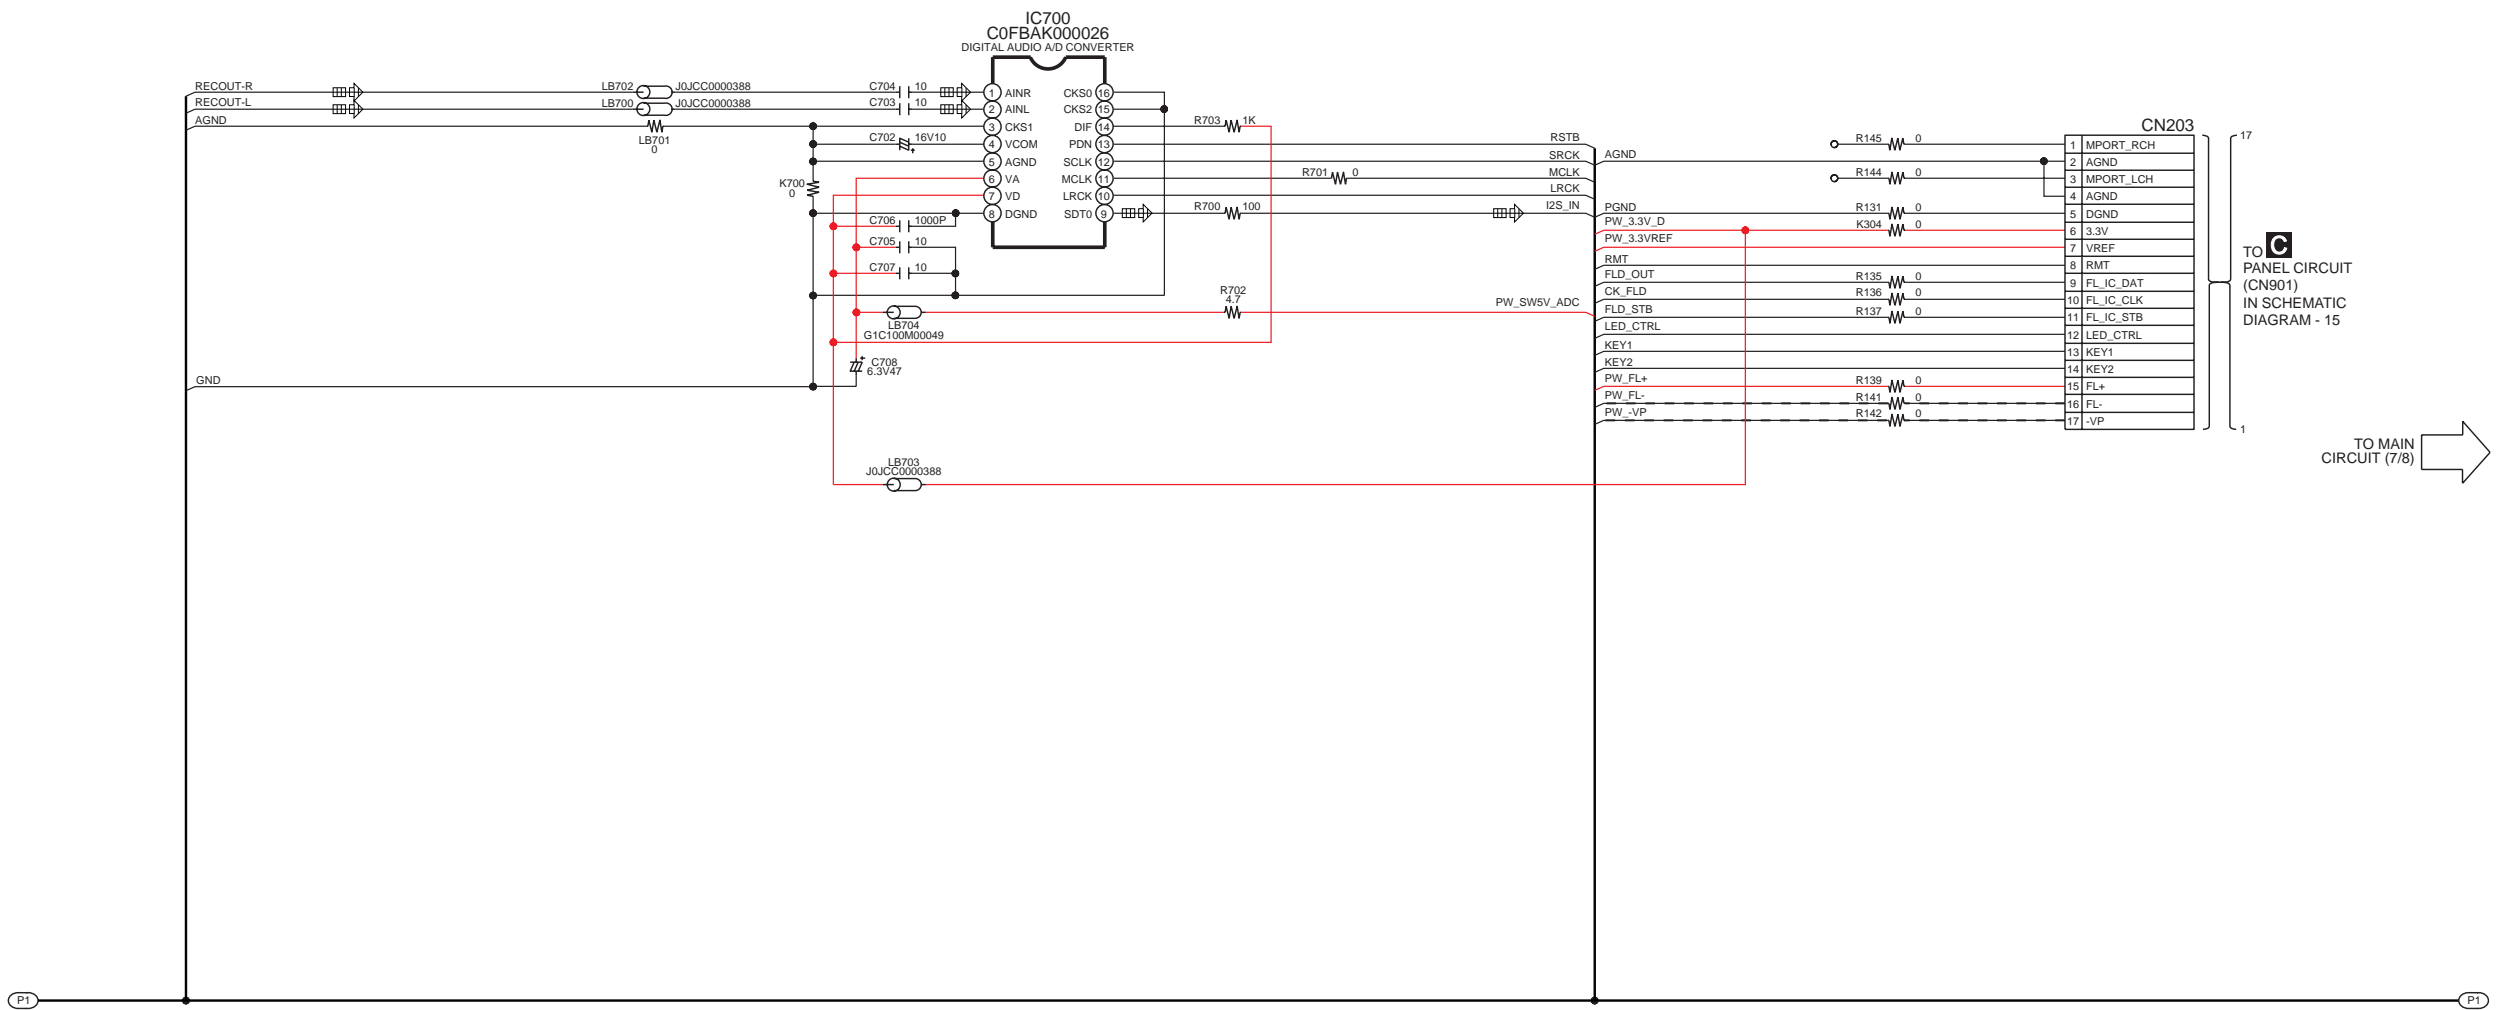 IC700
C0FBAK000026
DIGITAL AUDIO A/D CONVERTER
RECOUT-R
LB702 J0JCC0000388
C704 10
1 AINR
CKS0 16
RECOUT-L
LB700 J0JCC0000388
C703 10
2 AINL
CKS2 15
AGND
LB701
0
3 CKS1
DIF 14
R703 1K
C702 16V10
4 VCOM
PDN 13
RSTB
5 AGND
SCLK 12
SRCK
K700
0
6 VA
MCLK 11
R701 0
MCLK
7 VD
LRCK 10
LRCK
8 DGND
SDT0 9
R700 100
I2S_IN
C706 1000P
C705 10
C707 10
R702
4.7
PW_SW5V_ADC
LB704
G1C100M00049
C708
6.3V47
GND
LB703
J0JCC0000388
CN203
R145 0
1 MPORT_RCH
AGND
2 AGND
R144 0
3 MPORT_LCH
4 AGND
PGND
R131 0
5 DGND
PW_3.3V_D
K304 0
6 3.3V
PW_3.3VREF
7 VREF
RMT
8 RMT
FLD_OUT
R135 0
9 FL_IC_DAT
CK_FLD
R136 0
10 FL_IC_CLK
FLD_STB
R137 0
11 FL_IC_STB
LED_CTRL
12 LED_CTRL
KEY1
13 KEY1
KEY2
14 KEY2
PW_FL+
R139 0
15 FL+
PW_FL-
R141 0
16 FL-
PW_-VP
R142 0
17 -VP
17
1
TO C
PANEL CIRCUIT
(CN901)
IN SCHEMATIC
DIAGRAM - 15
TO MAIN
CIRCUIT (7/8)
P1
P1